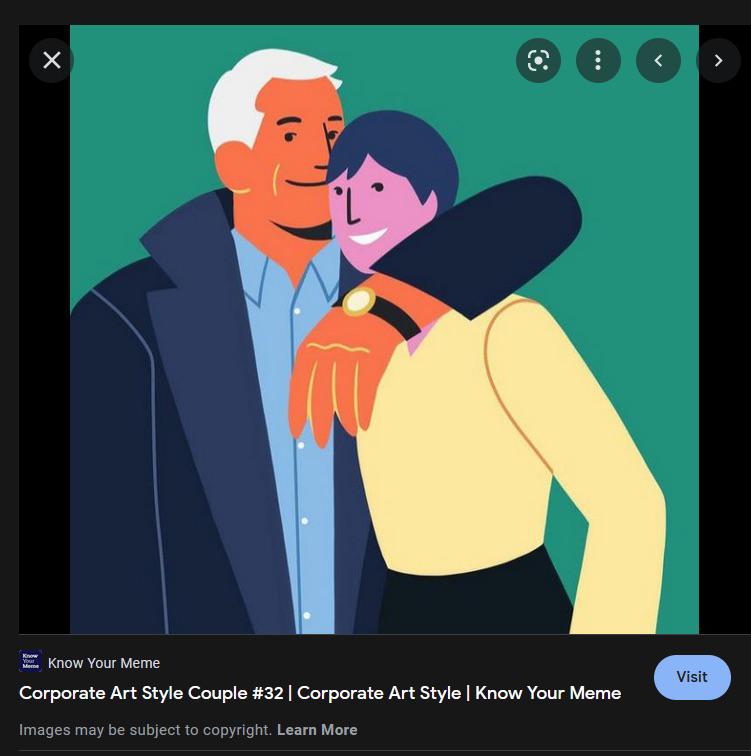 Know Your Meme
Know Your Meme
Corporate Art Style Couple #32 | Corporate Art Style | Know Your Meme
Visit
Images may be subject to copyright. Learn More